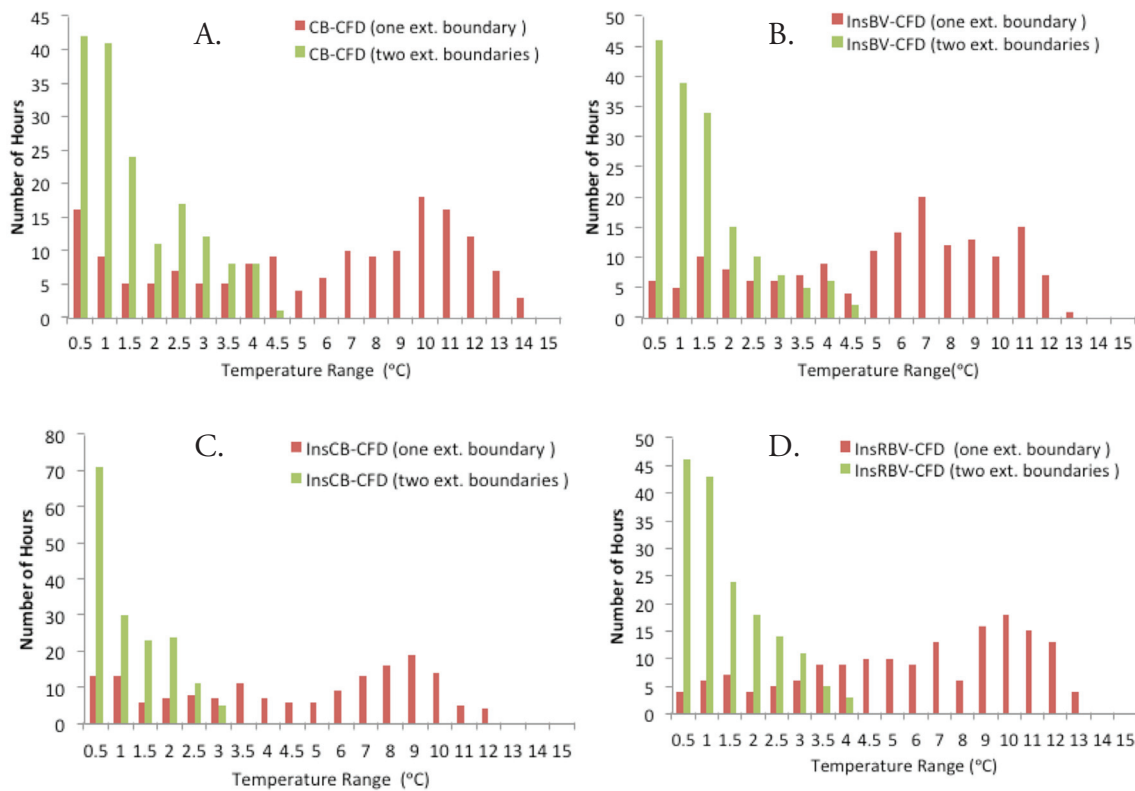 A.
CB-CFD (one ext. boundary )
CB-CFD (two ext. boundaries )
Number of Hours
45
40
35
30
25
20
15
10
5
0
0.5 1 1.5 2 2.5 3 3.5 4 4.5 5 6 7 8 9 10 11 12 13 14 15
Temperature Range (°C)
B.
InsBV-CFD (one ext. boundary )
InsBV-CFD (two ext. boundaries )
Number of Hours
50
45
40
35
30
25
20
15
10
5
0
0.5 1 1.5 2 2.5 3 3.5 4 4.5 5 6 7 8 9 10 11 12 13 14 15
Temperature Range(°C)
C.
InsCB-CFD (one ext. boundary )
InsCB-CFD (two ext. boundaries )
Number of Hours
80
70
60
50
40
30
20
10
0
0.5 1 1.5 2 2.5 3 3.5 4 4.5 5 6 7 8 9 10 11 12 13 14 15
Temperature Range (°C)
D.
InsRBV-CFD (one ext. boundary )
InsRBV-CFD (two ext. boundaries )
Number of Hours
50
45
40
35
30
25
20
15
10
5
0
0.5 1 1.5 2 2.5 3 3.5 4 4.5 5 6 7 8 9 10 11 12 13 14 15
Temperature Range (°C)